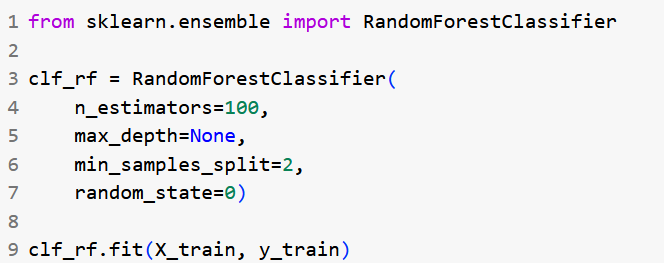 1 from sklearn.ensemble import RandomForestClassifier
2
3 clf_rf = RandomForestClassifier(
4     n_estimators=100,
5     max_depth=None,
6     min_samples_split=2,
7     random_state=0)
8
9 clf_rf.fit(X_train, y_train)